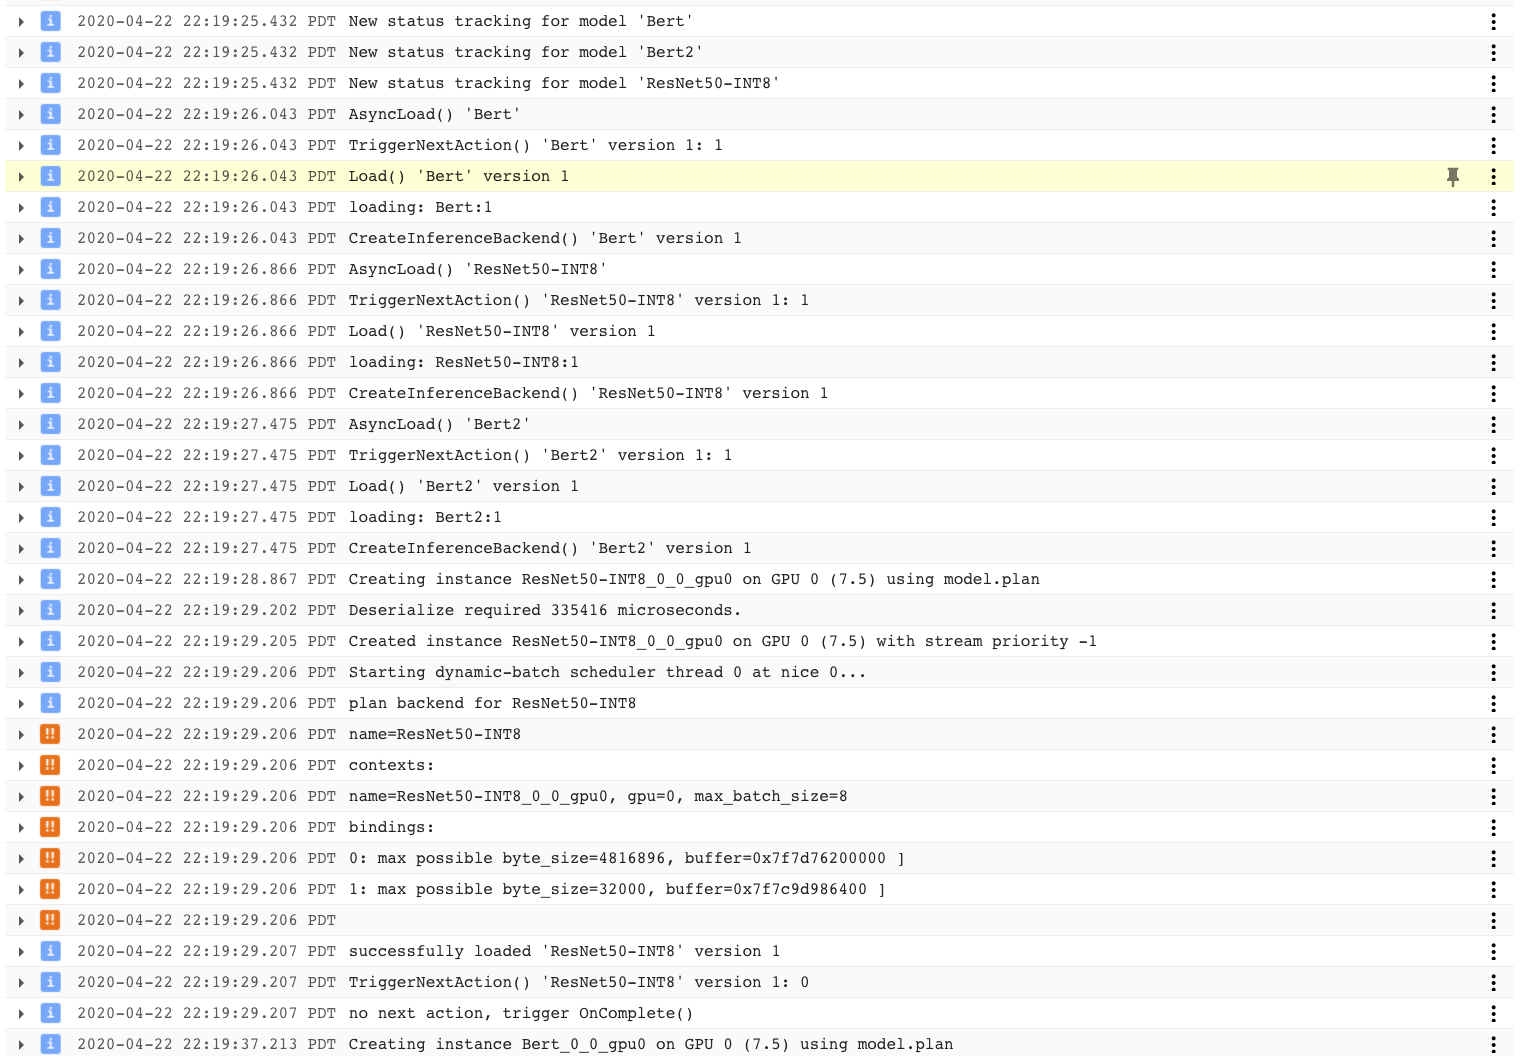 2020-04-22 22:19:25.432 PDT New status tracking for model 'Bert'
2020-04-22 22:19:25.432 PDT New status tracking for model 'Bert2'
2020-04-22 22:19:25.432 PDT New status tracking for model 'ResNet50-INT8'
2020-04-22 22:19:26.043 PDT AsyncLoad() 'Bert'
2020-04-22 22:19:26.043 PDT TriggerNextAction() 'Bert' version 1: 1
2020-04-22 22:19:26.043 PDT Load() 'Bert' version 1
2020-04-22 22:19:26.043 PDT loading: Bert:1
2020-04-22 22:19:26.043 PDT CreateInferenceBackend() 'Bert' version 1
2020-04-22 22:19:26.866 PDT AsyncLoad() 'ResNet50-INT8'
2020-04-22 22:19:26.866 PDT TriggerNextAction() 'ResNet50-INT8' version 1: 1
2020-04-22 22:19:26.866 PDT Load() 'ResNet50-INT8' version 1
2020-04-22 22:19:26.866 PDT loading: ResNet50-INT8:1
2020-04-22 22:19:26.866 PDT CreateInferenceBackend() 'ResNet50-INT8' version 1
2020-04-22 22:19:27.475 PDT AsyncLoad() 'Bert2'
2020-04-22 22:19:27.475 PDT TriggerNextAction() 'Bert2' version 1: 1
2020-04-22 22:19:27.475 PDT Load() 'Bert2' version 1
2020-04-22 22:19:27.475 PDT loading: Bert2:1
2020-04-22 22:19:27.475 PDT CreateInferenceBackend() 'Bert2' version 1
2020-04-22 22:19:28.867 PDT Creating instance ResNet50-INT8_0_0_gpu0 on GPU 0 (7.5) using model.plan
2020-04-22 22:19:29.202 PDT Deserialize required 335416 microseconds.
2020-04-22 22:19:29.205 PDT Created instance ResNet50-INT8_0_0_gpu0 on GPU 0 (7.5) with stream priority -1
2020-04-22 22:19:29.206 PDT Starting dynamic-batch scheduler thread 0 at nice 0...
2020-04-22 22:19:29.206 PDT plan backend for ResNet50-INT8
2020-04-22 22:19:29.206 PDT name=ResNet50-INT8
2020-04-22 22:19:29.206 PDT contexts:
2020-04-22 22:19:29.206 PDT name=ResNet50-INT8_0_0_gpu0, gpu=0, max_batch_size=8
2020-04-22 22:19:29.206 PDT bindings:
2020-04-22 22:19:29.206 PDT 0: max possible byte_size=4816896, buffer=0x7f7d76200000 ]
2020-04-22 22:19:29.206 PDT 1: max possible byte_size=32000, buffer=0x7f7c9d986400 ]
2020-04-22 22:19:29.206 PDT
2020-04-22 22:19:29.207 PDT successfully loaded 'ResNet50-INT8' version 1
2020-04-22 22:19:29.207 PDT TriggerNextAction() 'ResNet50-INT8' version 1: 0
2020-04-22 22:19:29.207 PDT no next action, trigger OnComplete()
2020-04-22 22:19:37.213 PDT Creating instance Bert_0_0_gpu0 on GPU 0 (7.5) using model.plan